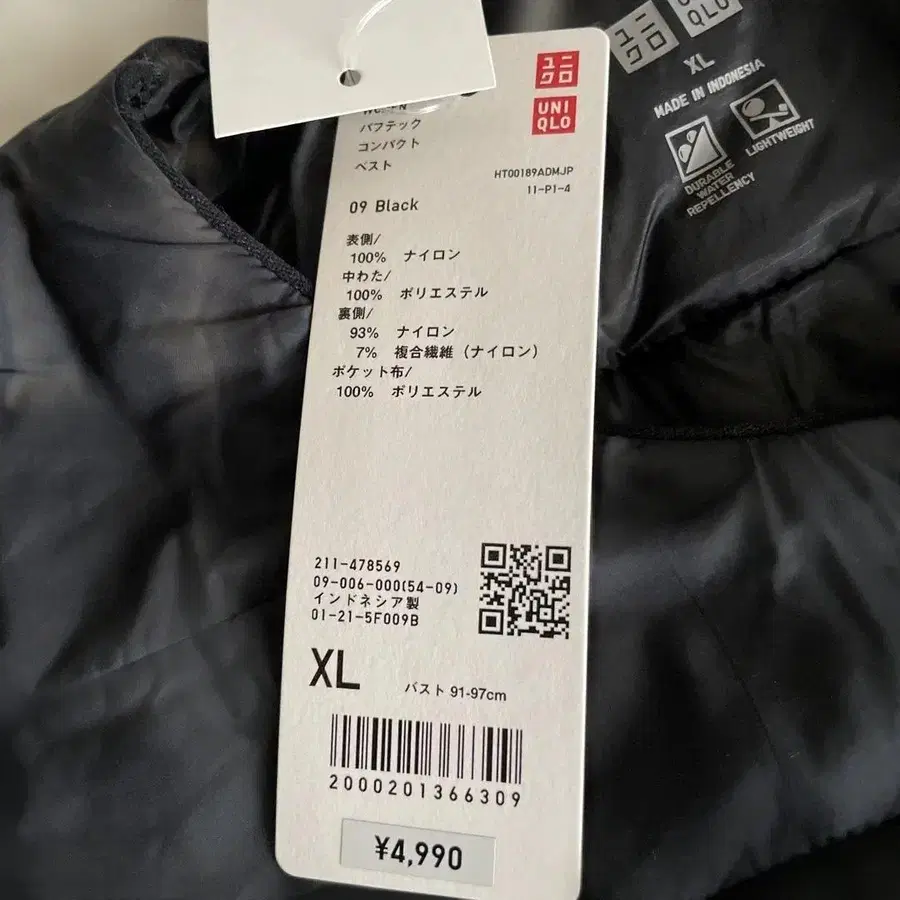 ユニ
クロ
UNI
QLO
パフテック
コンパクト
ベスト
HT00189ADMJP
11-P1-4
09 Black
表側/
100% ナイロン
中わた/
100% ポリエステル
裏側/
93% ナイロン
7% 複合繊維（ナイロン）
ポケット布/
100% ポリエステル
211-478569
09-006-000(54-09)
インドネシア製
01-21-5F009B
XL バスト 91-97cm
2000201366309
¥4,990
ユニ
クロ
QLO
XL
MADE IN INDONESIA
DURABLE
WATER
REPELLENCY
LIGHTWEIGHT